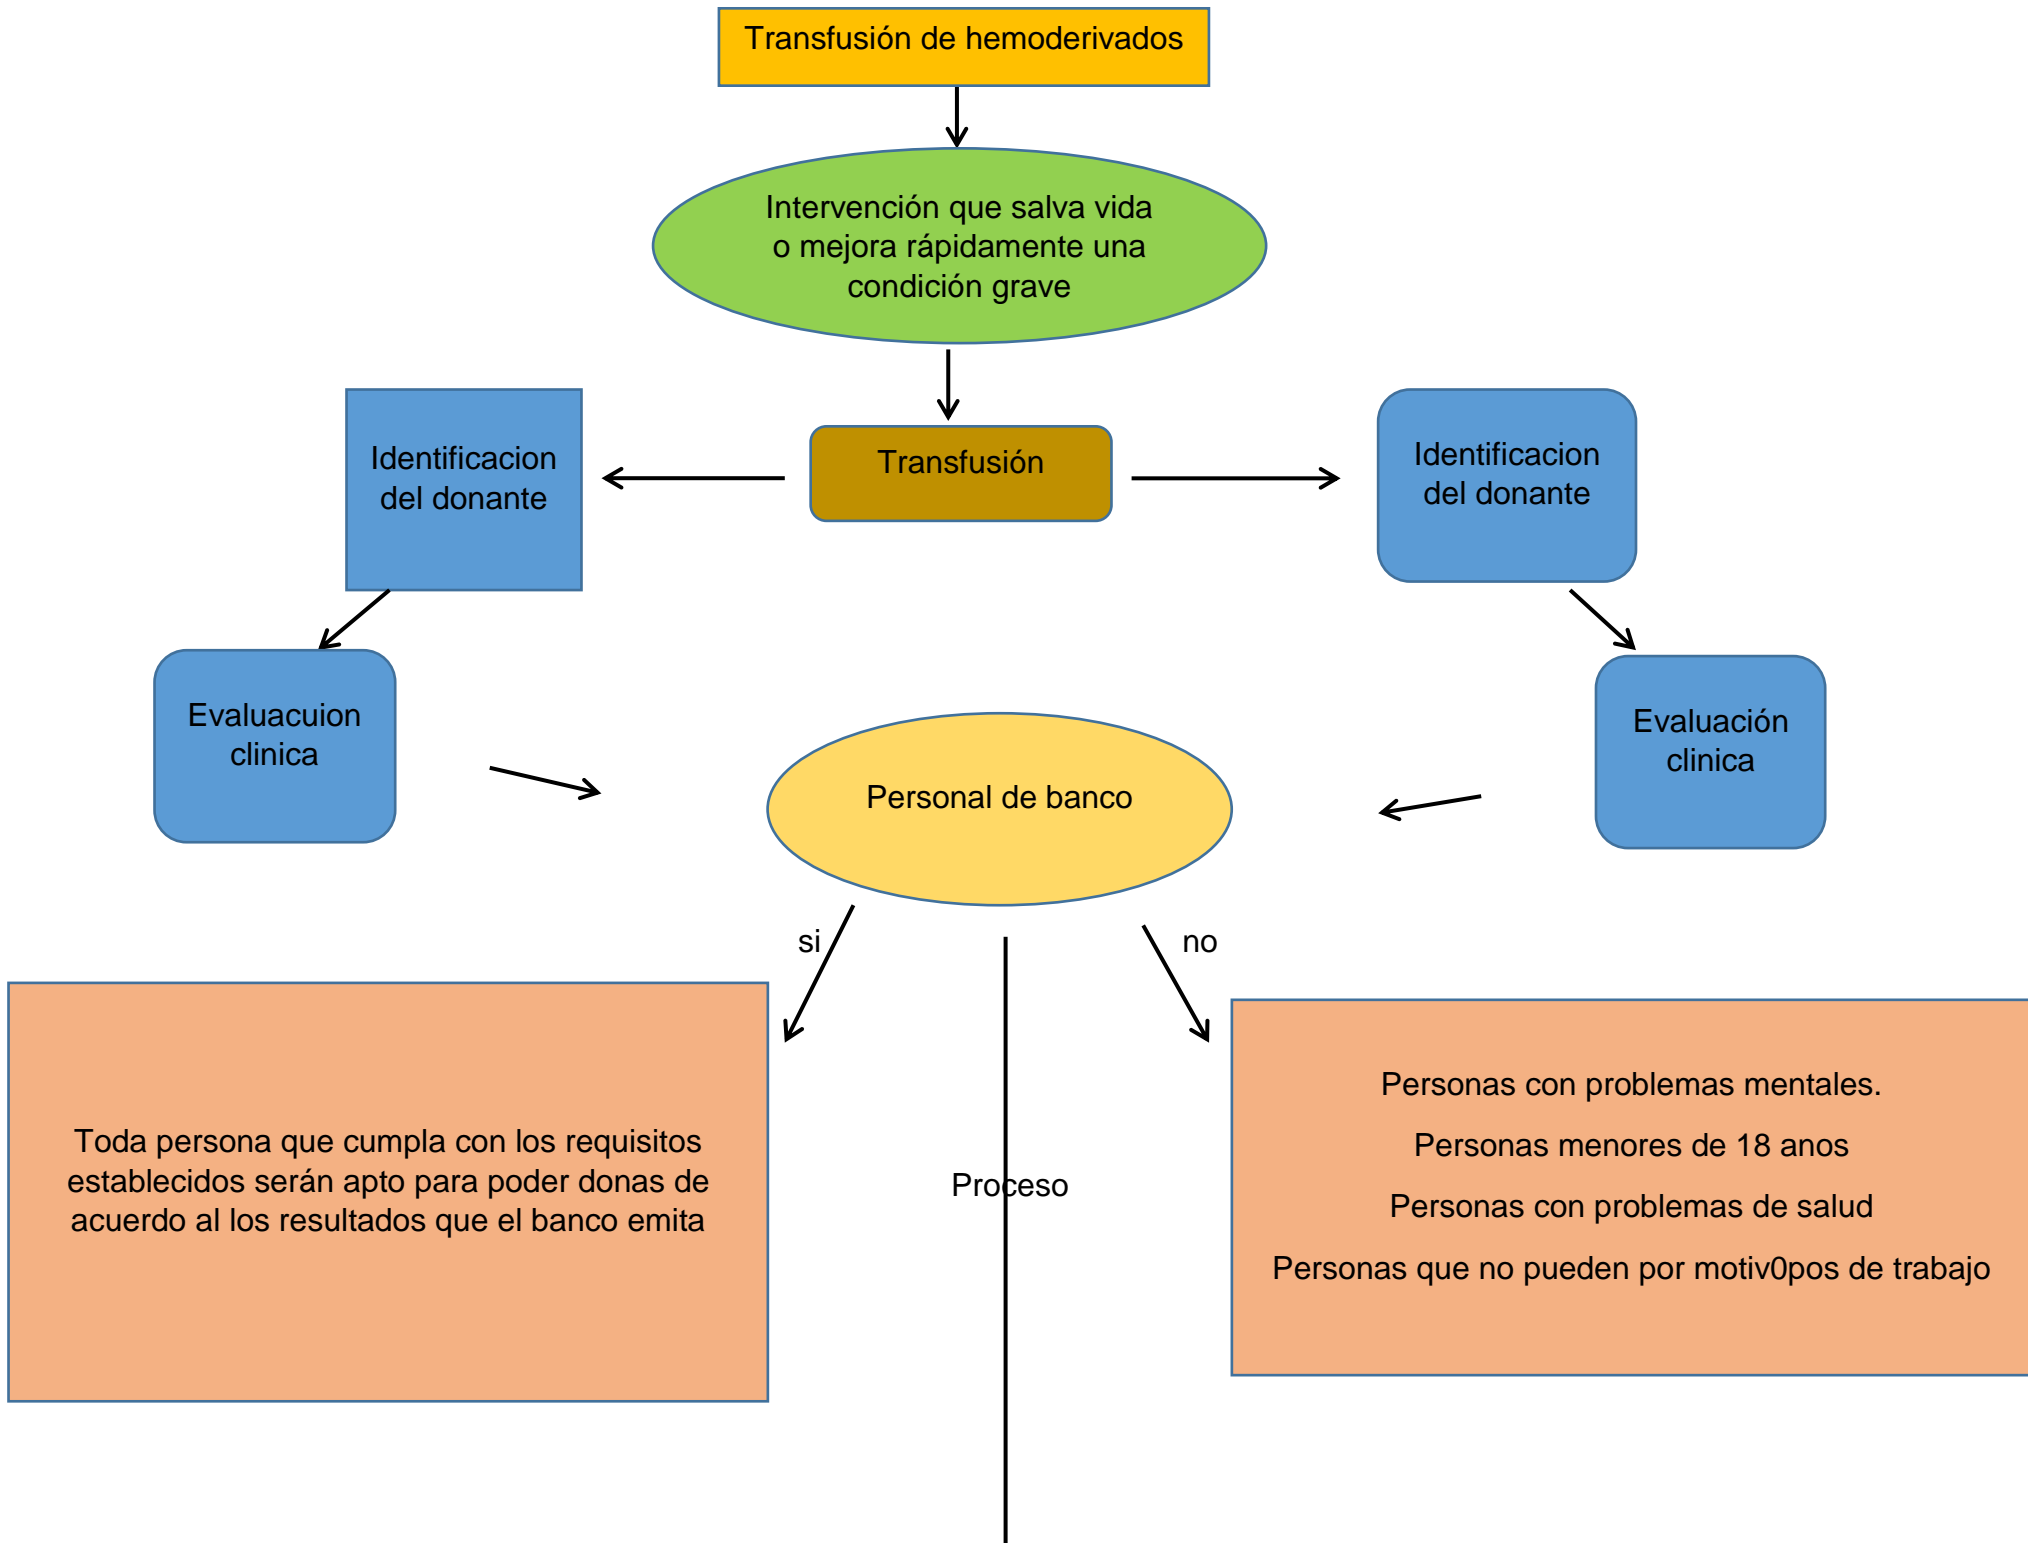 Transfusión de hemoderivados
Intervención que salva vida
o mejora rápidamente una
condición grave
Identificacion
del donante
Transfusión
Identificacion
del donante
Evaluacuion
clinica
Personal de banco
Evaluación
clinica
si
no
Toda persona que cumpla con los requisitos
establecidos serán apto para poder donas de
acuerdo al los resultados que el banco emita
Proceso
Personas con problemas mentales.
Personas menores de 18 anos
Personas con problemas de salud
Personas que no pueden por motiv0pos de trabajo